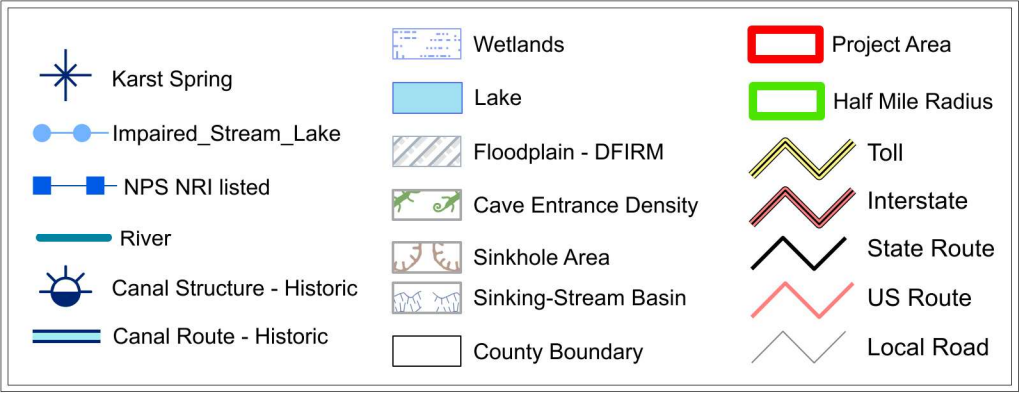 Karst Spring
Impaired_Stream_Lake
NPS NRI listed
River
Canal Structure - Historic
Canal Route - Historic
Wetlands
Lake
Floodplain - DFIRM
Cave Entrance Density
Sinkhole Area
Sinking-Stream Basin
County Boundary
Project Area
Half Mile Radius
Toll
Interstate
State Route
US Route
Local Road